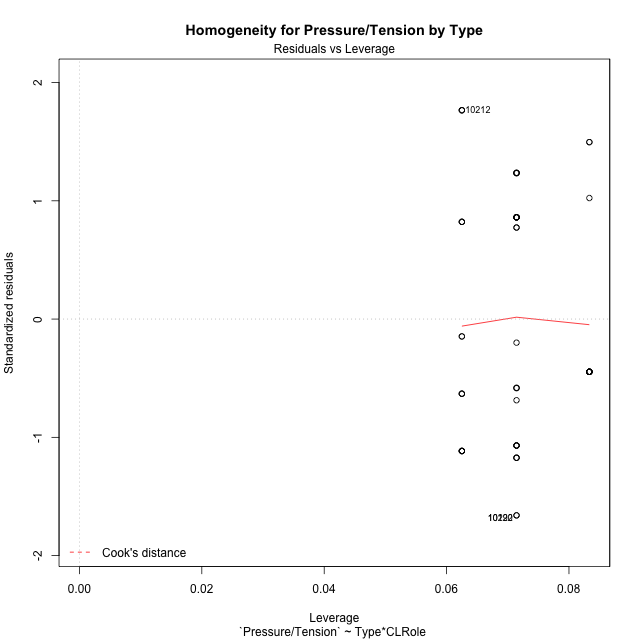 Homogeneity for Pressure/Tension by Type
Residuals vs Leverage
2
1
0
-1
-2
Standardized residuals
10212
Cook's distance
0.00
0.02
0.04
0.06
0.08
Leverage
`Pressure/Tension` ~ Type*CLRole